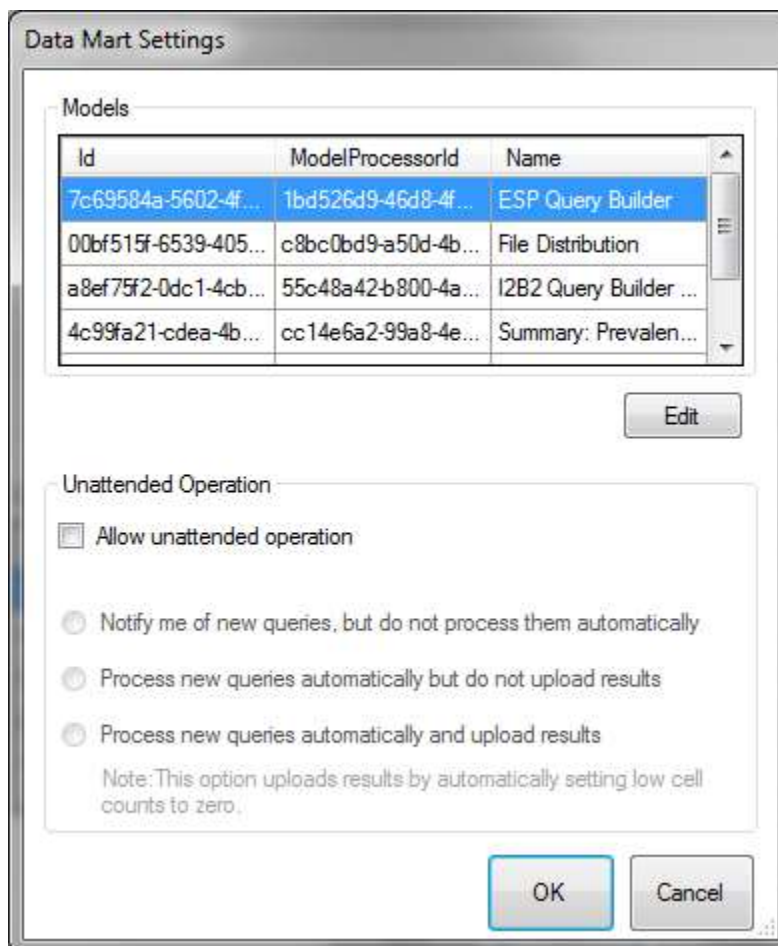 Data Mart Settings
Models
Id ModelProcessorId Name
7c69584a-5602-4f... 1bd526d9-46d8-4f... ESP Query Builder
00bf515f-6539-405... c8bc0bd9-a50d-4b... File Distribution
a8ef75f2-0dc1-4cb... 55c48a42-b800-4a... I2B2 Query Builder ...
4c99fa21-cdea-4b... cc14e6a2-99a8-4e... Summary: Prevalen...
Edit
Unattended Operation
Allow unattended operation
Notify me of new queries, but do not process them automatically
Process new queries automatically but do not upload results
Process new queries automatically and upload results
Note:This option uploads results by automatically setting low cell
counts to zero.
OK Cancel